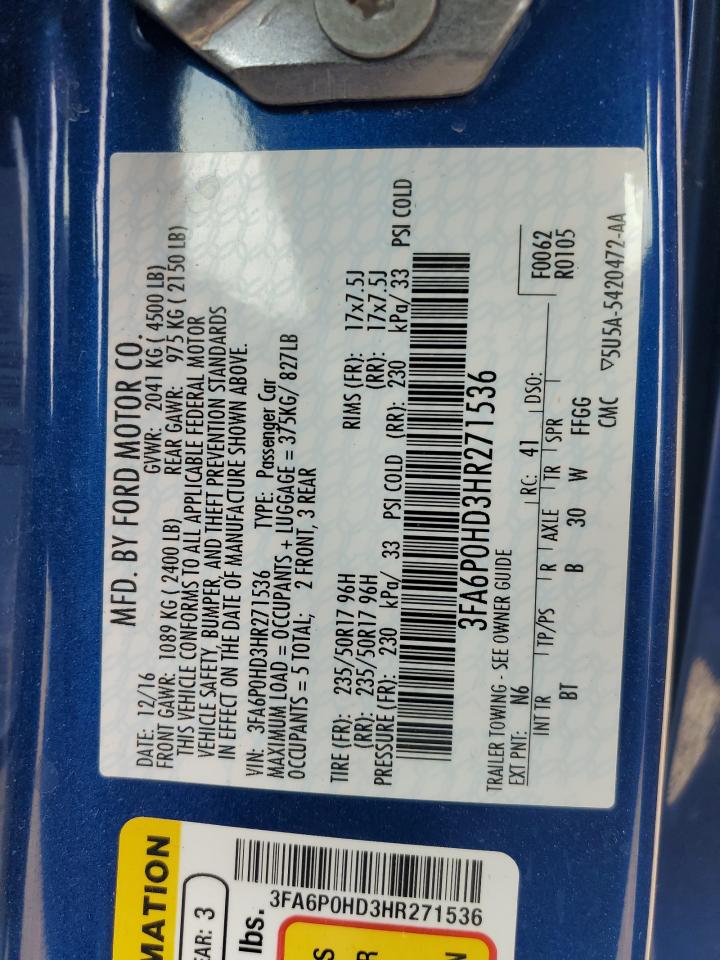 MFD. BY FORD MOTOR CO.
DATE: 12/16 GVWR: 2041 KG ( 4500 LB)
FRONT GAWR: 1089 KG ( 2400 LB) REAR GAWR: 975 KG ( 2150 LB)
THIS VEHICLE CONFORMS TO ALL APPLICABLE FEDERAL MOTOR
VEHICLE SAFETY, BUMPER, AND THEFT PREVENTION STANDARDS
IN EFFECT ON THE DATE OF MANUFACTURE SHOWN ABOVE.
VIN: 3FA6P0HD3HR271536 TYPE: Passenger Car
MAXIMUM LOAD = OCCUPANTS + LUGGAGE = 375KG/ 827LB
OCCUPANTS = 5 TOTAL; 2 FRONT, 3 REAR
TIRE (FR): 235/50R17 96H RIMS (FR): 17x7.5J
(RR): 235/50R17 96H (RR): 17x7.5J
PRESSURE (FR): 230 kPa/ 33 PSI COLD (RR): 230 kPa/ 33 PSI COLD
3FA6P0HD3HR271536
TRAILER TOWING - SEE OWNER GUIDE
EXT PNT: N6 RC: 41 DSO: F0062
R0105
INT TR TP/PS R AXLE TR SPR
BT B 30 W FFGG
CMC ▽5U5A-5420472-AA
MATION
EAR: 3
lbs.
3FA6P0HD3HR271536
S
R
N